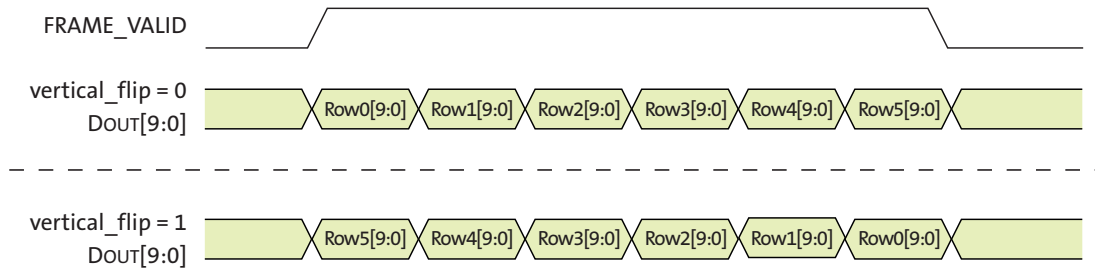 FRAME_VALID
vertical_flip = 0
DOUT[9:0]
Row0[9:0] Row1[9:0] Row2[9:0] Row3[9:0] Row4[9:0] Row5[9:0]
vertical_flip = 1
DOUT[9:0]
Row5[9:0] Row4[9:0] Row3[9:0] Row2[9:0] Row1[9:0] Row0[9:0]